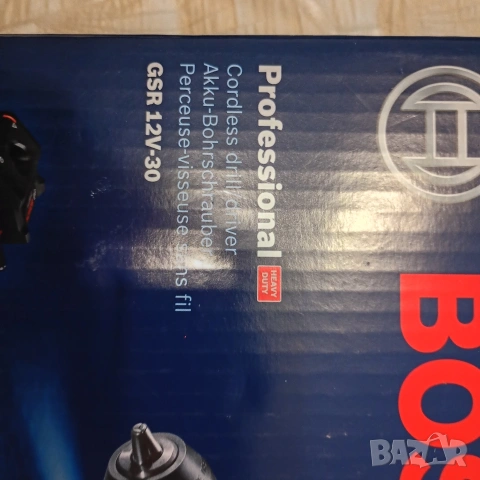 BOS
Professional HEAVY DUTY
Cordless drill/driver
Akku-Bohrschrauber
Perceuse-visseuse sans fil
GSR 12V-30
BAZAR